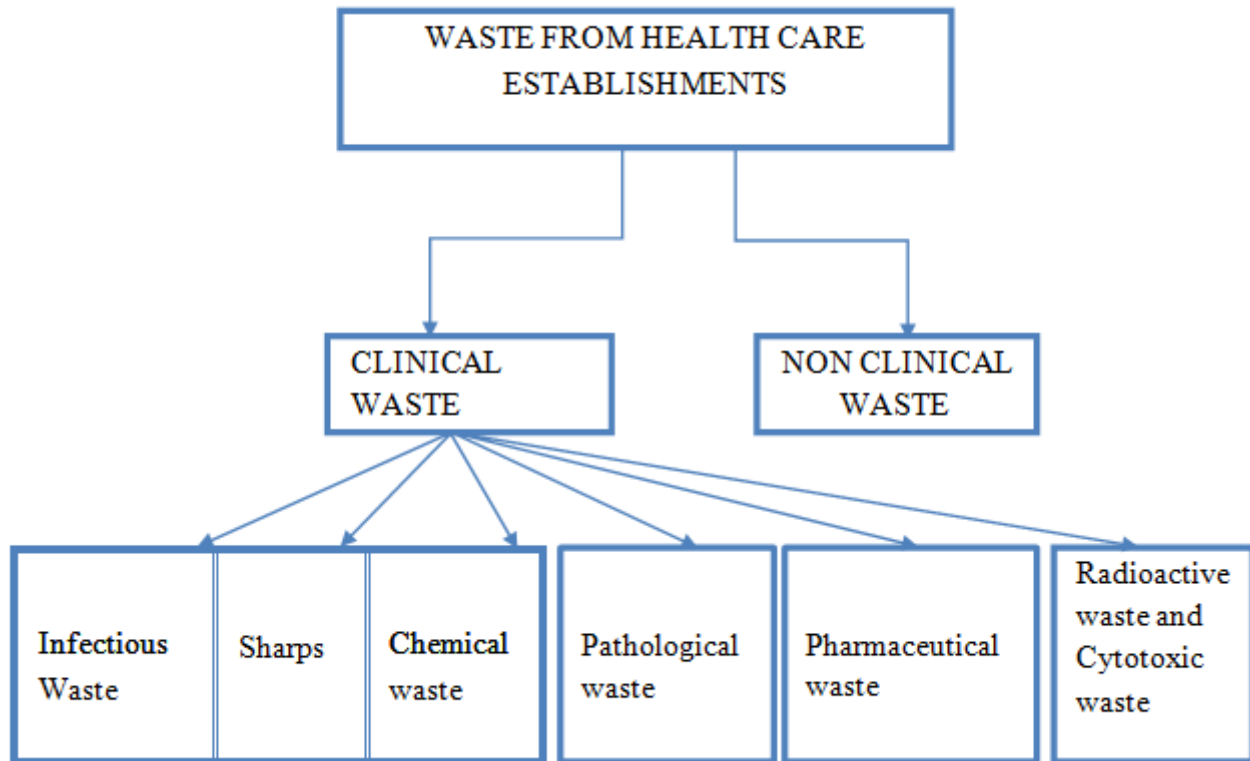 WASTE FROM HEALTH CARE
ESTABLISHMENTS
CLINICAL
WASTE
NON CLINICAL
WASTE
Infectious
Waste
Sharps
Chemical
waste
Pathological
waste
Pharmaceutical
waste
Radioactive
waste and
Cytotoxic
waste